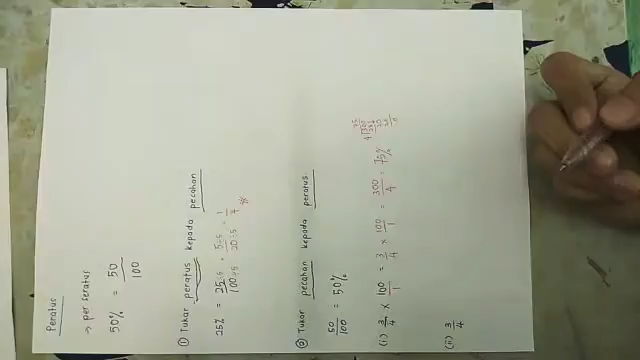 Peratus
→ per seratus
50% = 50/100
① Tukar peratus kepada pecahan
25% = 25÷5/100÷5 = 5÷5/20÷5 = 1/4
② Tukar pecahan kepada peratus.
50/100 = 50%
(i) 3/4 × 100/1 = 3/4 × 100/1 = 300/4 = 75%
(ii) 3/4